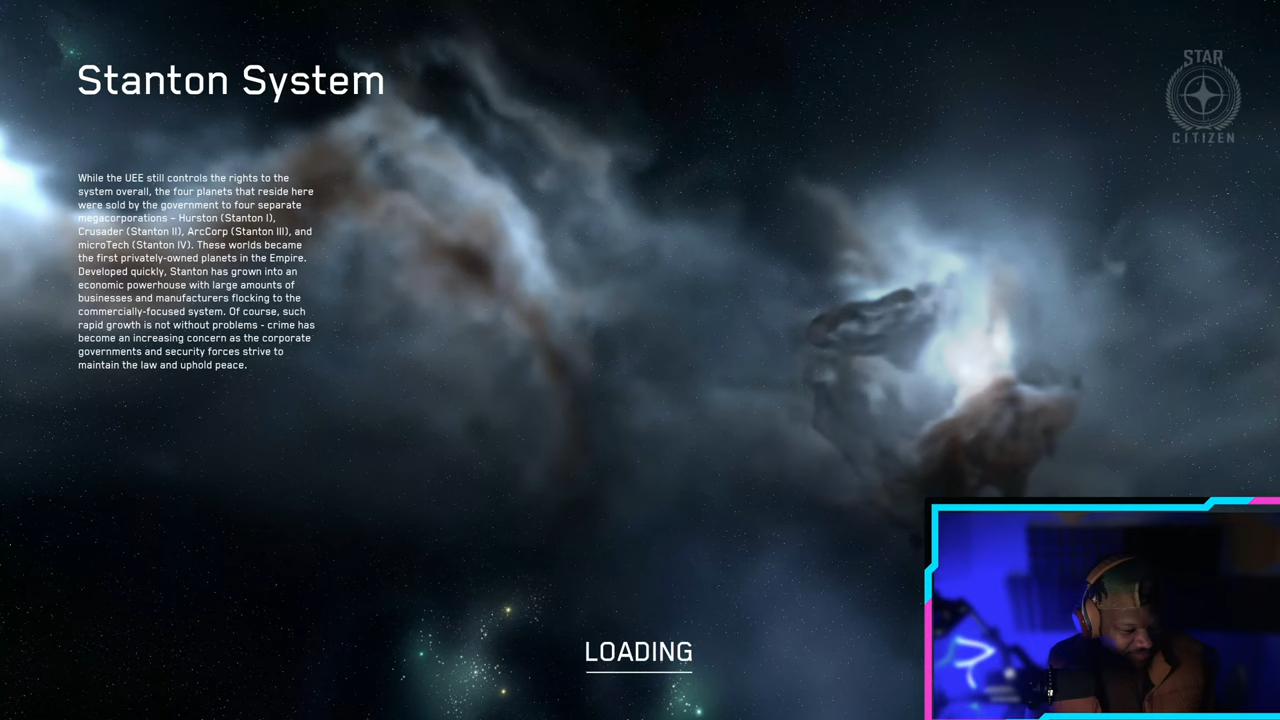 Stanton System
STAR
CITIZEN
While the UEE still controls the rights to the
system overall, the four planets that reside here
were sold by the government to four separate
megacorporations – Hurston (Stanton I),
Crusader (Stanton II), ArcCorp (Stanton III), and
microTech (Stanton IV). These worlds became
the first privately-owned planets in the Empire.
Developed quickly, Stanton has grown into an
economic powerhouse with large amounts of
businesses and manufacturers flocking to the
commercially-focused system. Of course, such
rapid growth is not without problems - crime has
become an increasing concern as the corporate
governments and security forces strive to
maintain the law and uphold peace.
LOADING